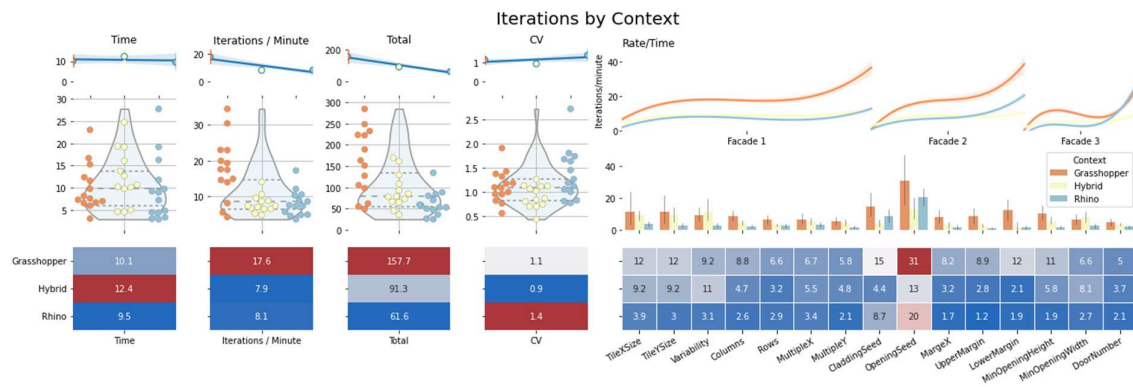 Iterations by Context
Time
Iterations / Minute
Total
CV
Rate/Time
10
0
20
0
200
0
1
0
40
20
0
Iterations/minute
Facade 1
Facade 2
Facade 3
30
25
20
15
10
5
30
20
10
0
300
250
200
150
100
50
0
2.5
2.0
1.5
1.0
0.5
40
20
0
Context
Grasshopper
Hybrid
Rhino
Grasshopper 10.1 17.6 157.7 1.1 12 12 9.2 8.8 6.6 6.7 5.8 15 31 8.2 8.9 12 11 6.6 5
Hybrid 12.4 7.9 91.3 0.9 9.2 9.2 11 4.7 3.2 5.5 4.8 4.4 13 3.2 2.8 2.1 5.8 8.1 3.7
Rhino 9.5 8.1 61.6 1.4 3.9 3 3.1 2.6 2.9 3.4 2.1 8.7 20 1.7 1.2 1.9 1.9 2.7 2.1
Time
Iterations / Minute
Total
CV
TileXSize
TileYSize
Variability
Columns
Rows
MultipleX
MultipleY
CladdingSeed
OpeningSeed
MargeX
UpperMargin
LowerMargin
MinOpeningHeight
MinOpeningWidth
DoorNumber